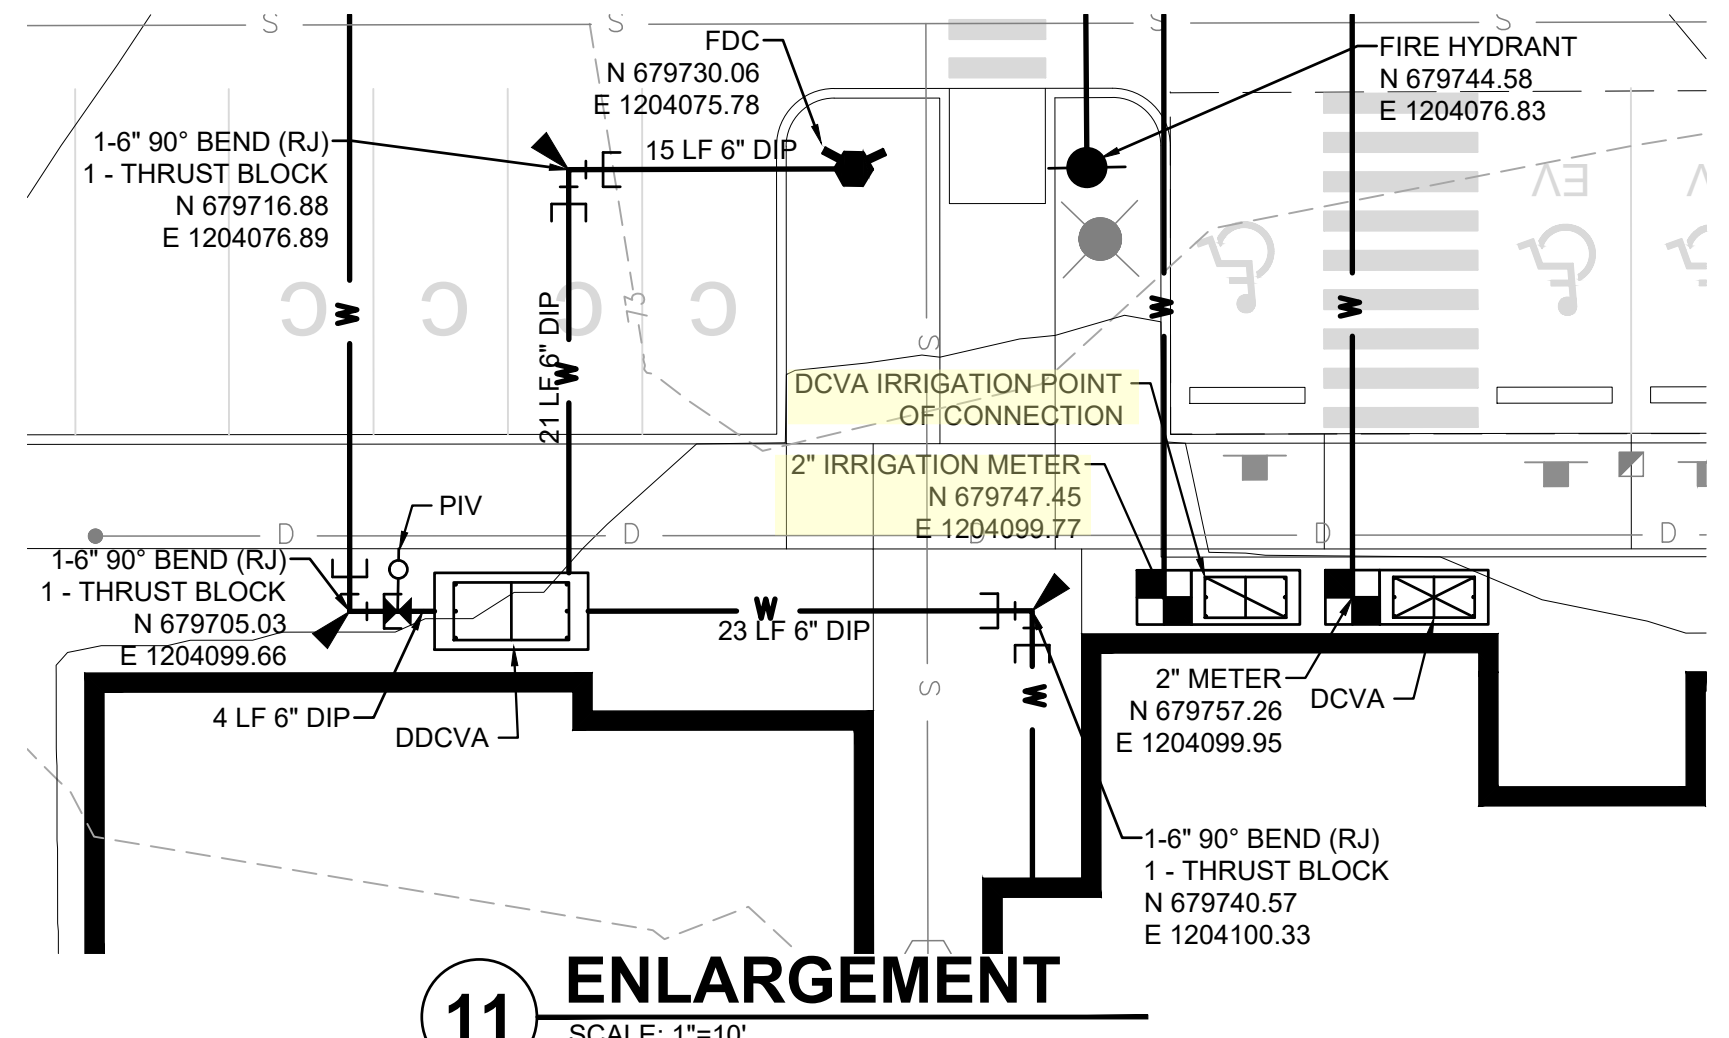 S
S
S
S
FDC
N 679730.06
E 1204075.78
FIRE HYDRANT
N 679744.58
E 1204076.83
1-6" 90° BEND (RJ)
1 - THRUST BLOCK
N 679716.88
E 1204076.89
15 LF 6" DIP
EV
V
C
C
C
C
73
W
W
W
W
21 LF 6" DIP
S
DCVA IRRIGATION POINT
OF CONNECTION
2" IRRIGATION METER
N 679747.45
E 1204099.77
PIV
D
D
D
D
D
1-6" 90° BEND (RJ)
1 - THRUST BLOCK
N 679705.03
E 1204099.66
W
23 LF 6" DIP
S
W
4 LF 6" DIP
DDCVA
2" METER
N 679757.26
E 1204099.95
DCVA
1-6" 90° BEND (RJ)
1 - THRUST BLOCK
N 679740.57
E 1204100.33
11
ENLARGEMENT
SCALE: 1"=10'